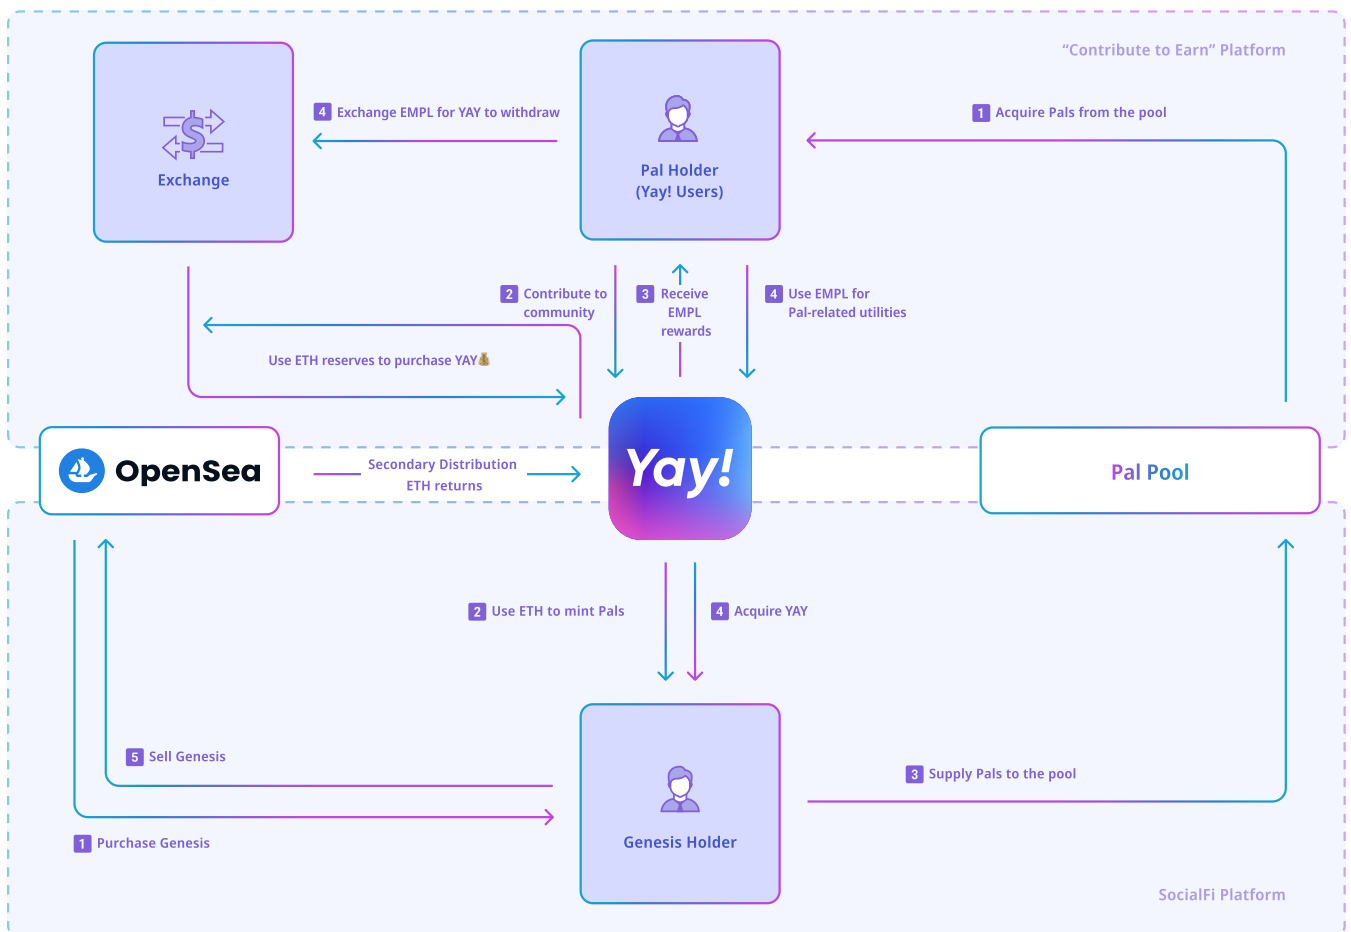 “Contribute to Earn” Platform
4 Exchange EMPL for YAY to withdraw
1 Acquire Pals from the pool
Exchange
Pal Holder
(Yay! Users)
2 Contribute to
community
3 Receive
EMPL
rewards
4 Use EMPL for
Pal-related utilities
Use ETH reserves to purchase YAY💰
OpenSea
Secondary Distribution
ETH returns
Yay!
Pal Pool
2 Use ETH to mint Pals
4 Acquire YAY
5 Sell Genesis
3 Supply Pals to the pool
1 Purchase Genesis
Genesis Holder
SocialFi Platform